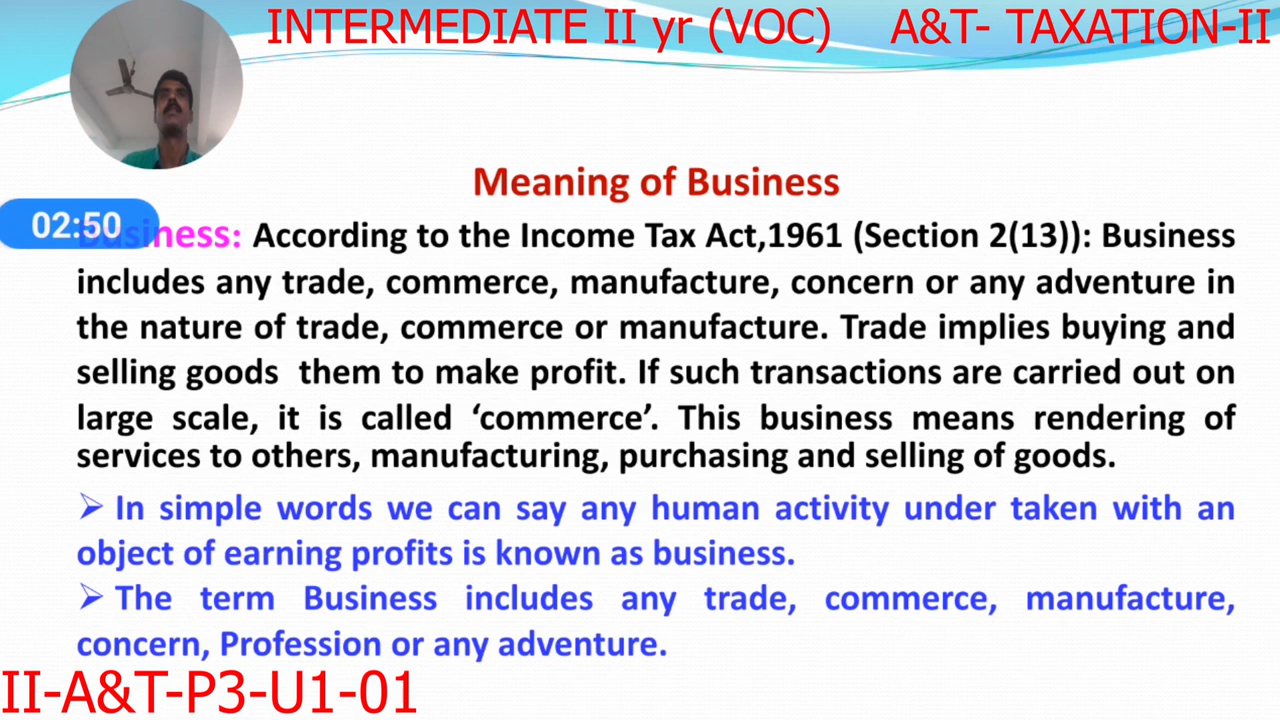 INTERMEDIATE II yr (VOC) A&T- TAXATION-II
Meaning of Business
02:50
Business: According to the Income Tax Act,1961 (Section 2(13)): Business
includes any trade, commerce, manufacture, concern or any adventure in
the nature of trade, commerce or manufacture. Trade implies buying and
selling goods them to make profit. If such transactions are carried out on
large scale, it is called ‘commerce’. This business means rendering of
services to others, manufacturing, purchasing and selling of goods.
➢ In simple words we can say any human activity under taken with an
object of earning profits is known as business.
➢ The term Business includes any trade, commerce, manufacture,
concern, Profession or any adventure.
II-A&T-P3-U1-01